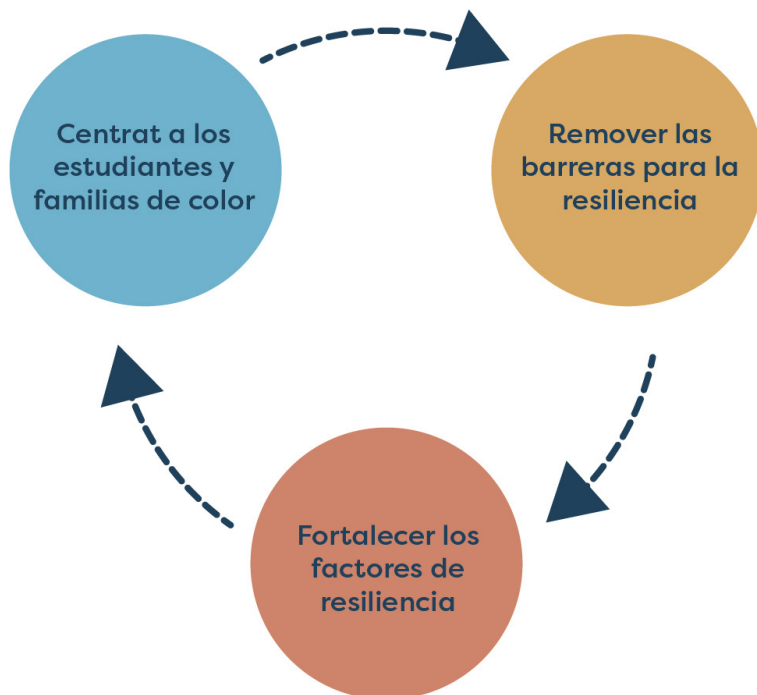 Centrat a los
estudiantes y
familias de color
Remover las
barreras para la
resiliencia
Fortalecer los
factores de
resiliencia